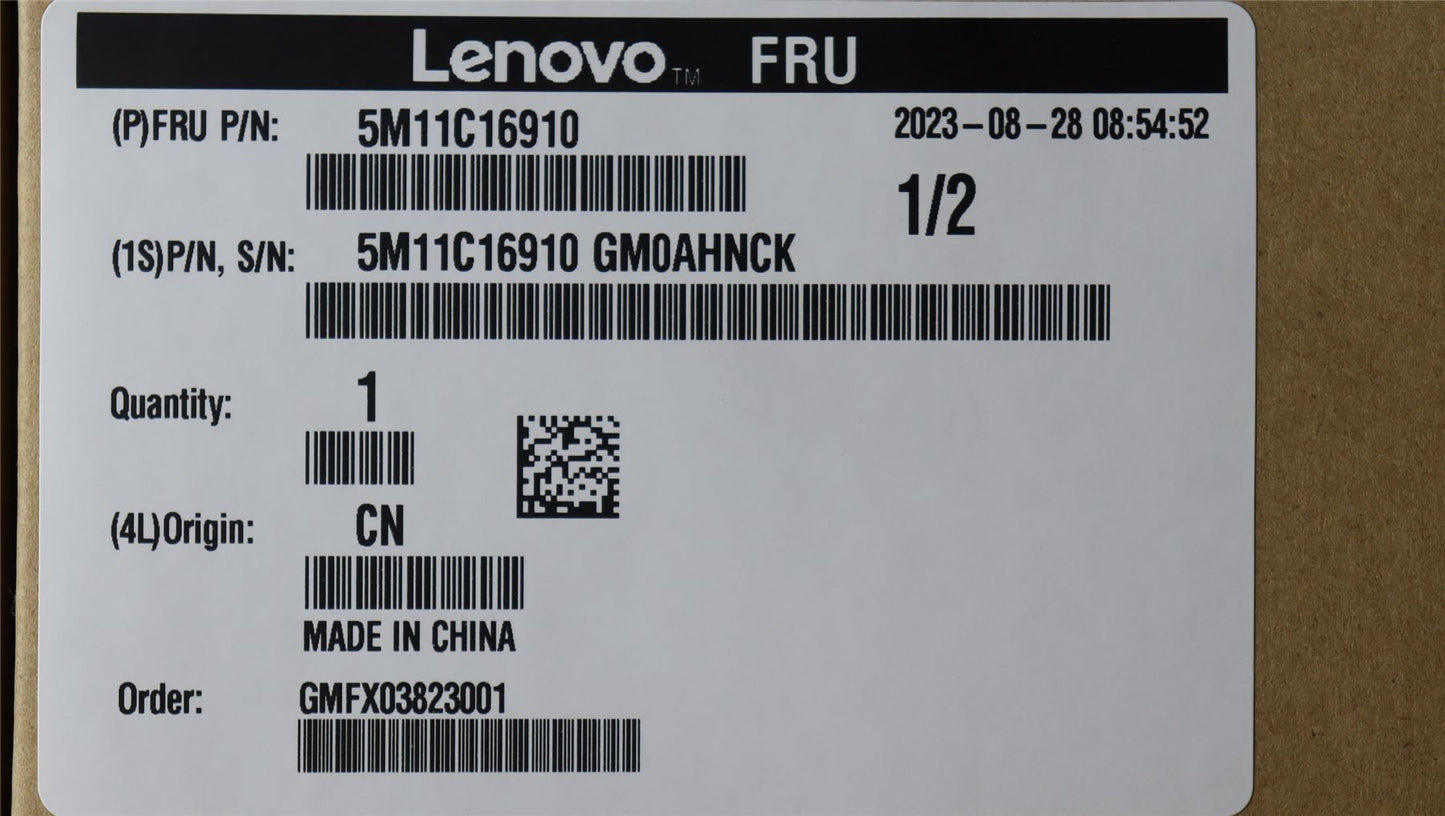 Lenovo™ FRU
(P)FRU P/N: 5M11C16910 2023-08-28 08:54:52
1/2
(1S)P/N, S/N: 5M11C16910 GM0AHNCK
Quantity: 1
(4L)Origin: CN
MADE IN CHINA
Order: GMFX03823001